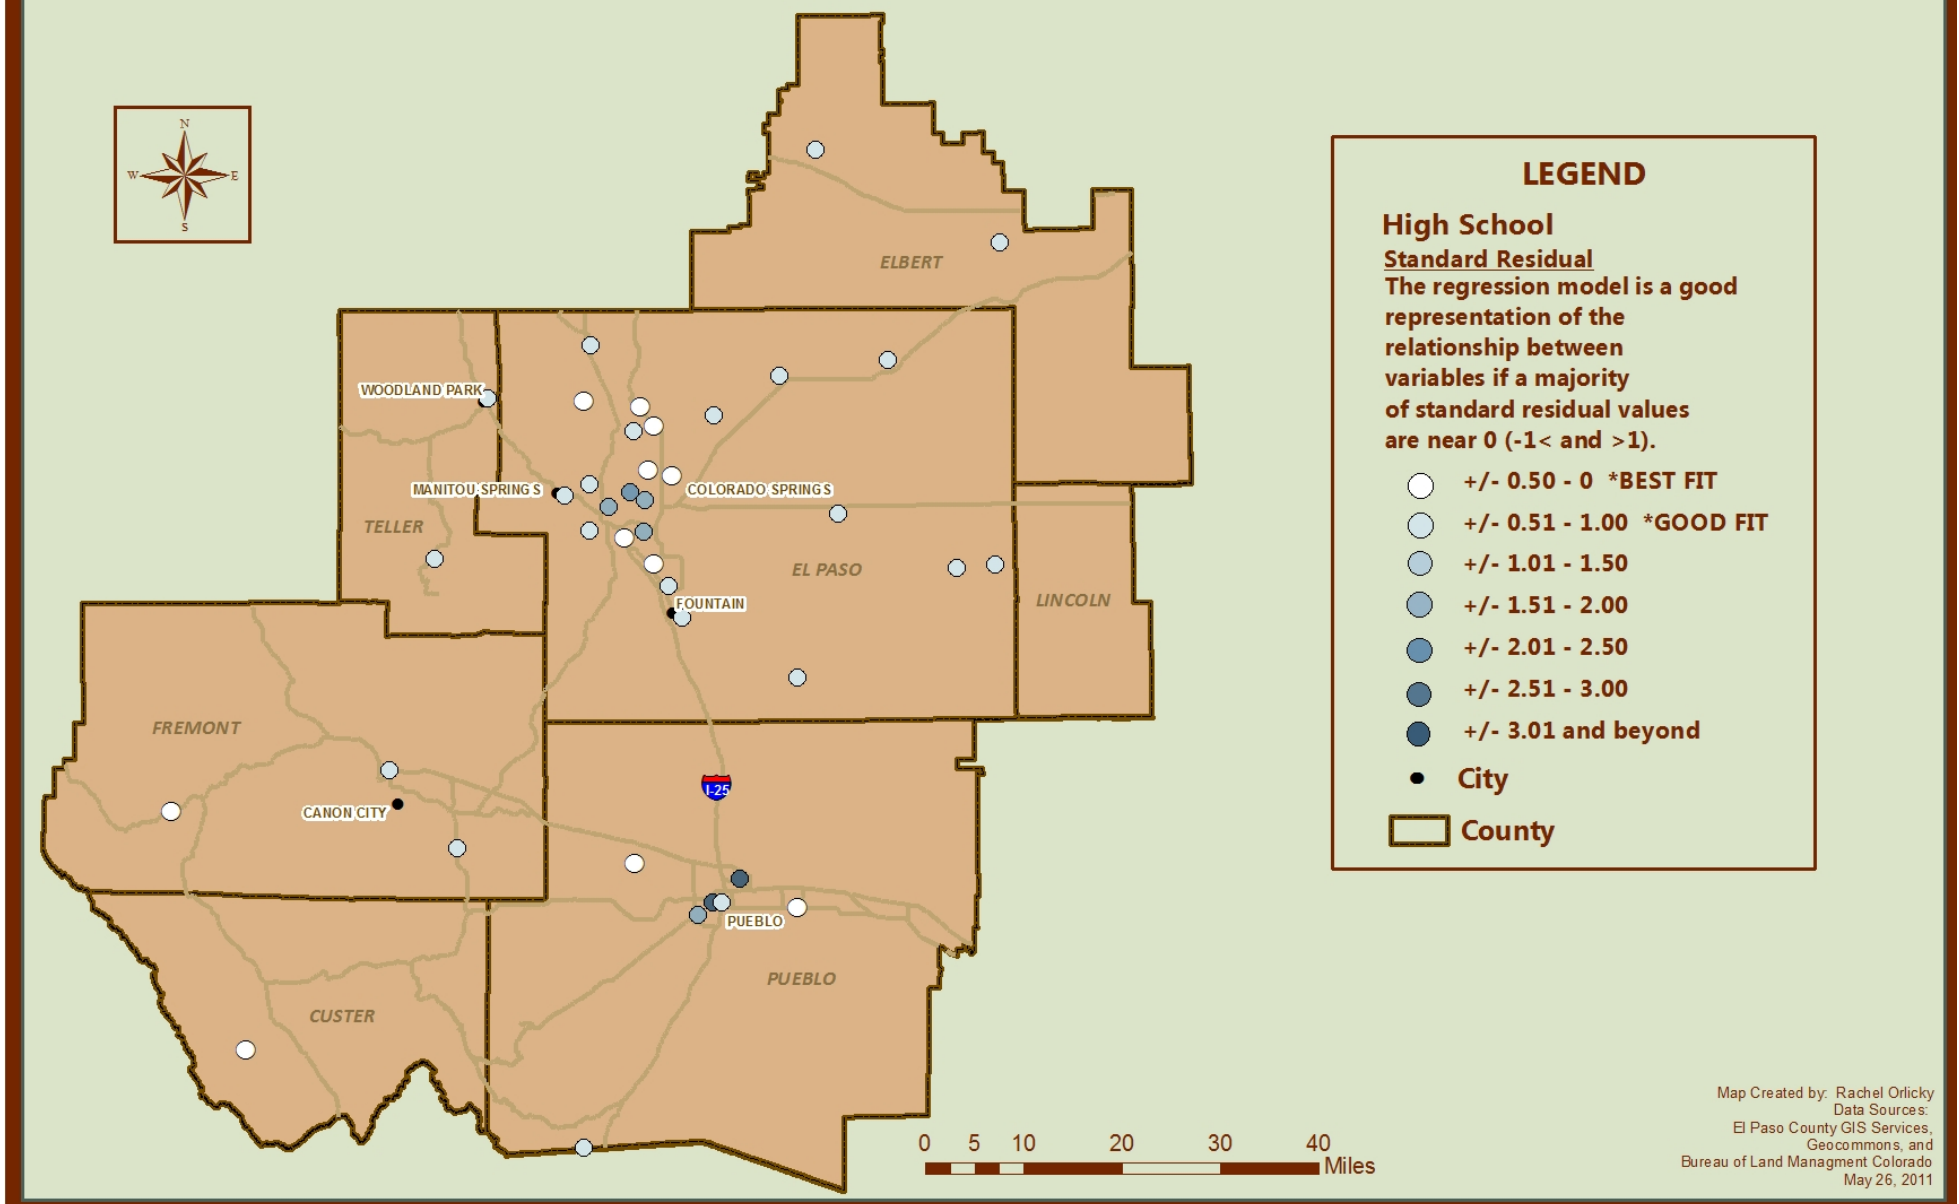 N
W
E
S
ELBERT
WOODLAND PARK
MANITOU SPRINGS
COLORADO SPRINGS
TELLER
EL PASO
LINCOLN
FOUNTAIN
FREMONT
I-25
CANON CITY
PUEBLO
PUEBLO
CUSTER
LEGEND
High School
Standard Residual
The regression model is a good
representation of the
relationship between
variables if a majority
of standard residual values
are near 0 (-1< and >1).
+/- 0.50 - 0 *BEST FIT
+/- 0.51 - 1.00 *GOOD FIT
+/- 1.01 - 1.50
+/- 1.51 - 2.00
+/- 2.01 - 2.50
+/- 2.51 - 3.00
+/- 3.01 and beyond
City
County
0 5 10 20 30 40
Miles
Map Created by: Rachel Orlicky
Data Sources:
El Paso County GIS Services,
Geocommons, and
Bureau of Land Managment Colorado
May 26, 2011